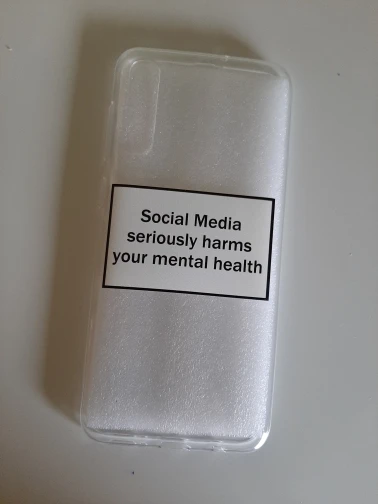 Social Media
seriously harms
your mental health